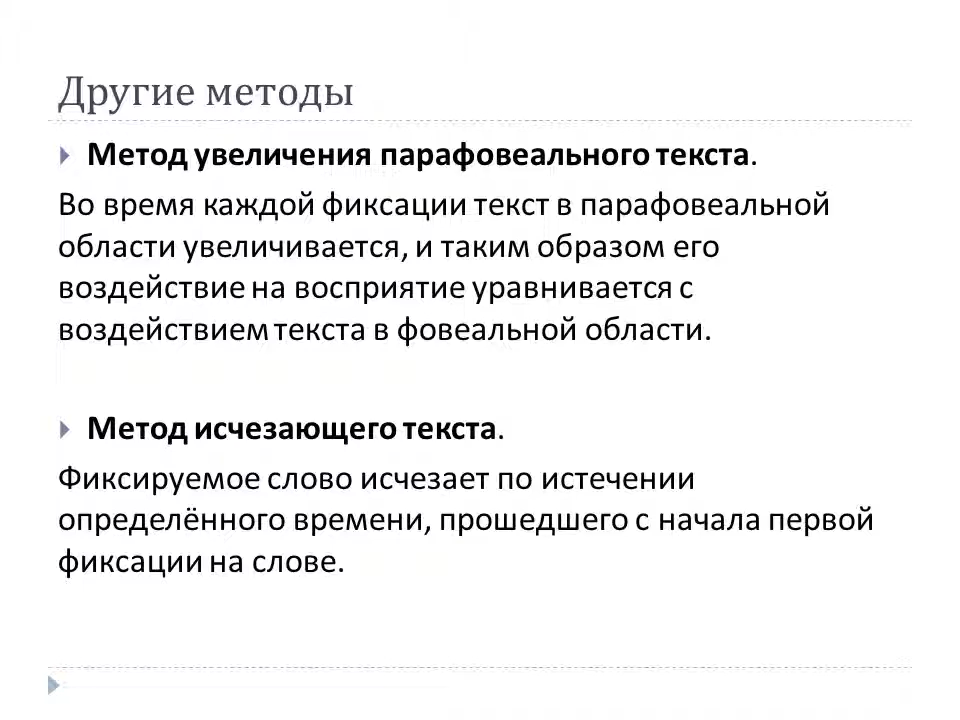 Другие методы
Метод увеличения парафовеального текста.
Во время каждой фиксации текст в парафовеальной
области увеличивается, и таким образом его
воздействие на восприятие уравнивается с
воздействием текста в фовеальной области.
Метод исчезающего текста.
Фиксируемое слово исчезает по истечении
определённого времени, прошедшего с начала первой
фиксации на слове.